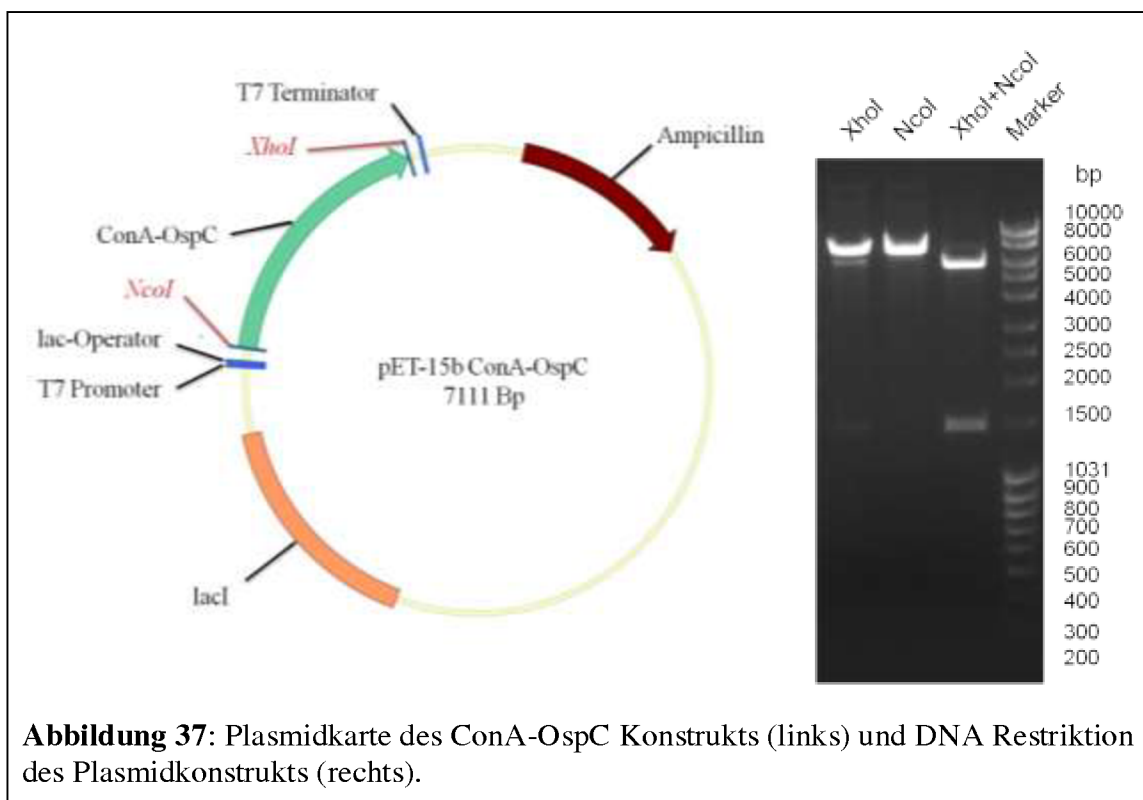 T7 Terminator
XhoI
Ampicillin
ConA-OspC
NcoI
lac-Operator
T7 Promoter
pET-15b ConA-OspC
7111 Bp
lacI
XhoI
NcoI
XhoI+NcoI
Marker
bp
10000
8000
6000
5000
4000
3000
2500
2000
1500
1031
900
800
700
600
500
400
300
200
Abbildung 37: Plasmidkarte des ConA-OspC Konstrukts (links) und DNA Restriktion
des Plasmidkonstrukts (rechts).